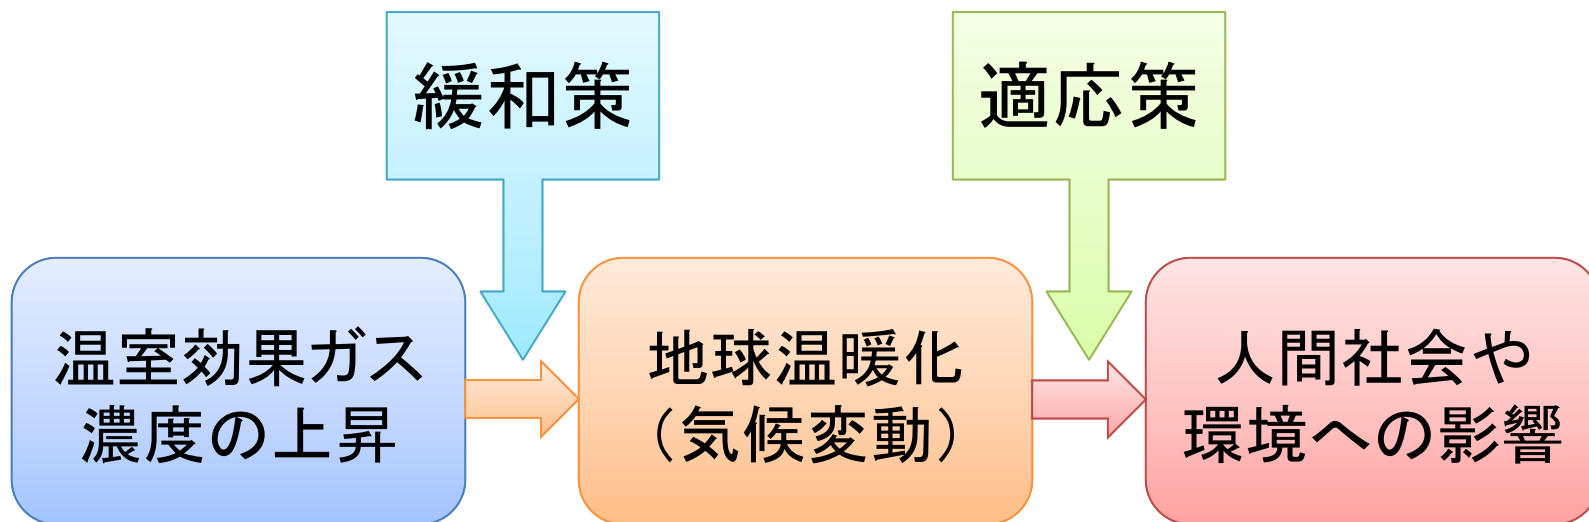 緩和策
適応策
温室効果ガス
濃度の上昇
地球温暖化
（気候変動）
人間社会や
環境への影響